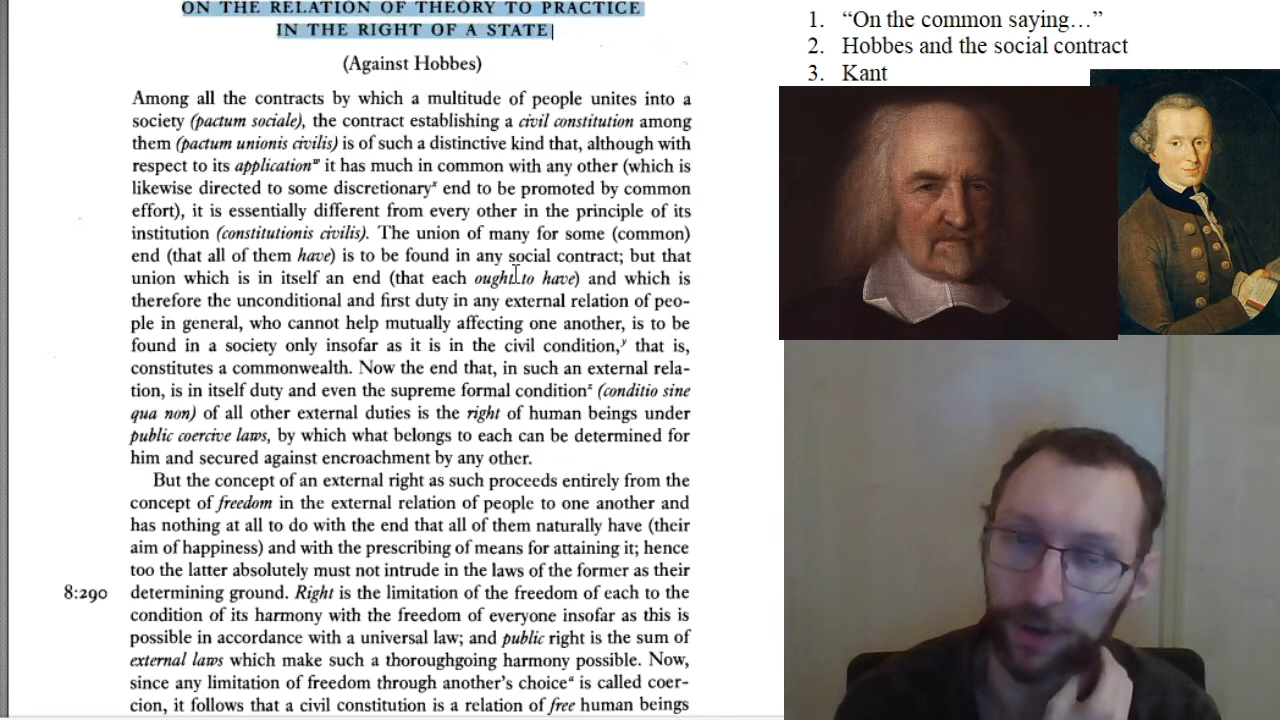 ON THE RELATION OF THEORY TO PRACTICE
IN THE RIGHT OF A STATE
(Against Hobbes)
Among all the contracts by which a multitude of people unites into a
society (pactum sociale), the contract establishing a civil constitution among
them (pactum unionis civilis) is of such a distinctive kind that, although with
respect to its application^w it has much in common with any other (which is
likewise directed to some discretionary^x end to be promoted by common
effort), it is essentially different from every other in the principle of its
institution (constitutionis civilis). The union of many for some (common)
end (that all of them have) is to be found in any social contract; but that
union which is in itself an end (that each ought to have) and which is
therefore the unconditional and first duty in any external relation of peo-
ple in general, who cannot help mutually affecting one another, is to be
found in a society only insofar as it is in the civil condition,^y that is,
constitutes a commonwealth. Now the end that, in such an external rela-
tion, is in itself duty and even the supreme formal condition^z (conditio sine
qua non) of all other external duties is the right of human beings under
public coercive laws, by which what belongs to each can be determined for
him and secured against encroachment by any other.
But the concept of an external right as such proceeds entirely from the
concept of freedom in the external relation of people to one another and
has nothing at all to do with the end that all of them naturally have (their
aim of happiness) and with the prescribing of means for attaining it; hence
too the latter absolutely must not intrude in the laws of the former as their
8:290 determining ground. Right is the limitation of the freedom of each to the
condition of its harmony with the freedom of everyone insofar as this is
possible in accordance with a universal law; and public right is the sum of
external laws which make such a thoroughgoing harmony possible. Now,
since any limitation of freedom through another's choice^a is called coer-
cion, it follows that a civil constitution is a relation of free human beings
1. “On the common saying…”
2. Hobbes and the social contract
3. Kant